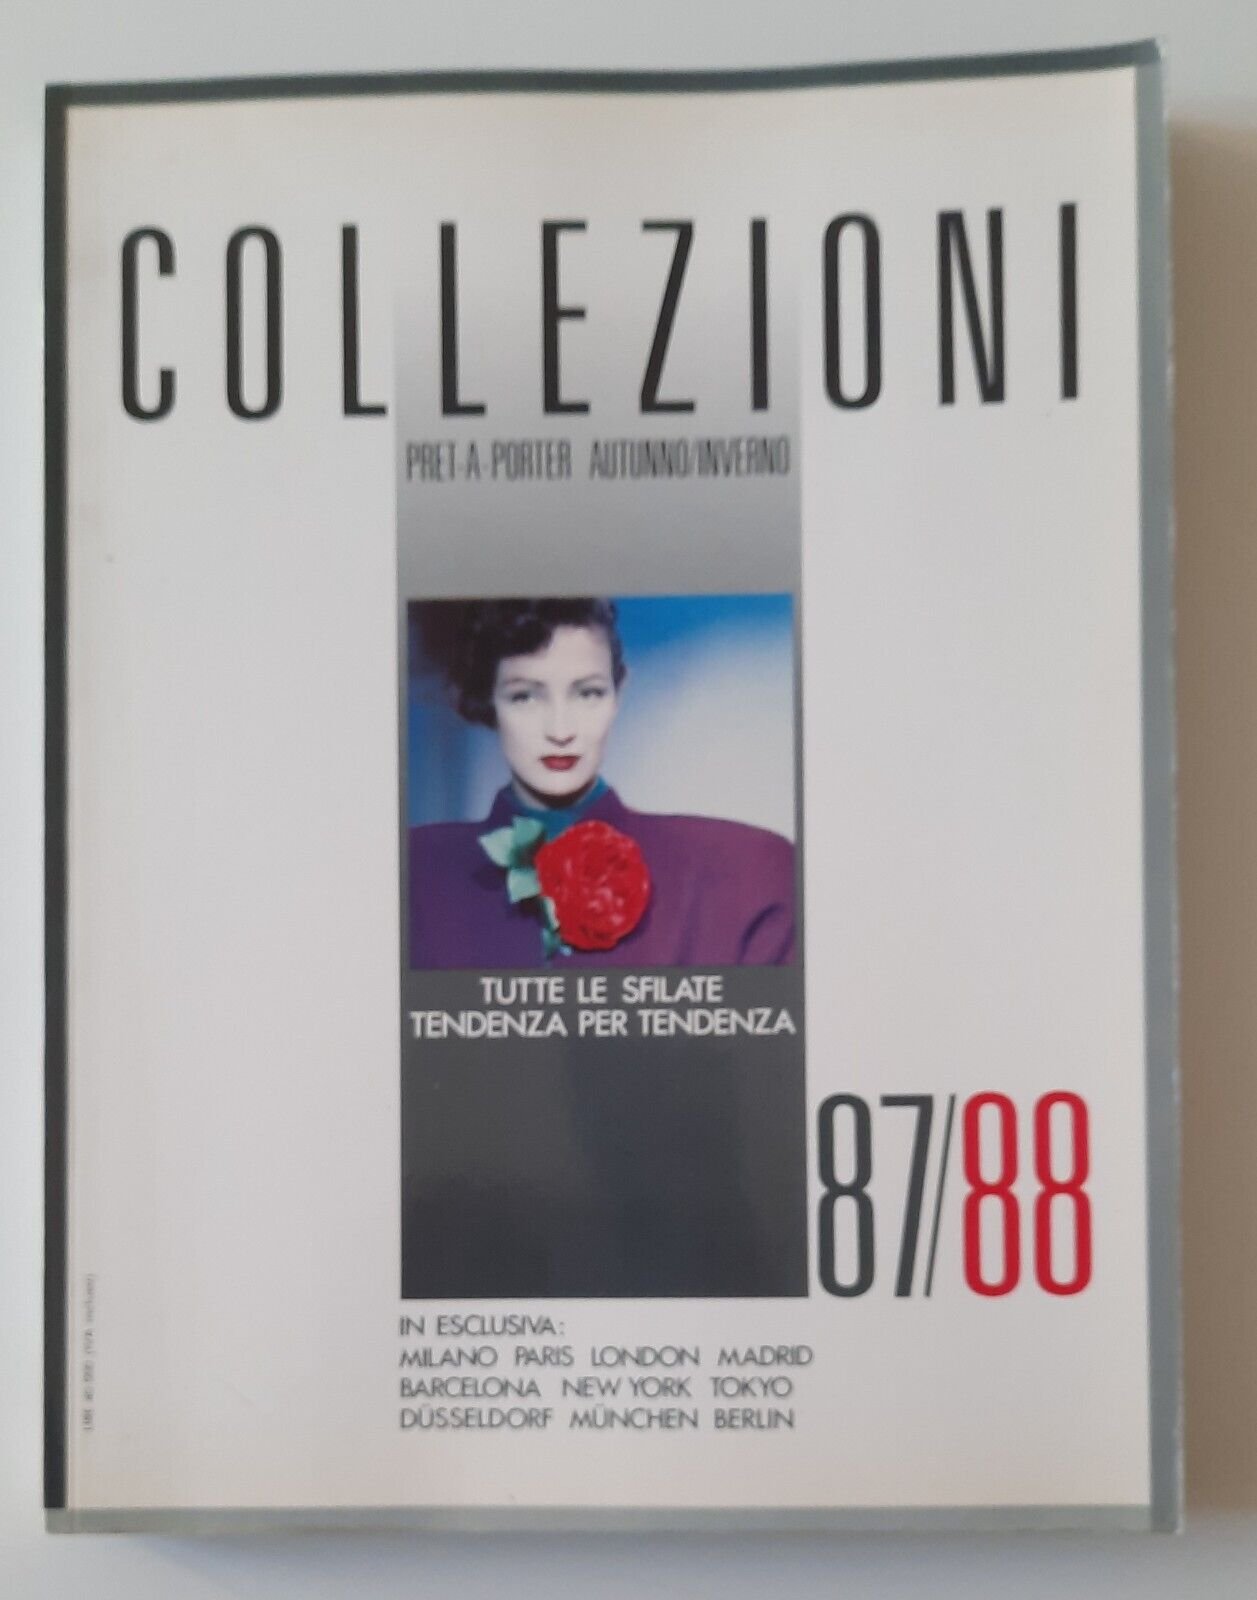 COLLEZIONI
PRET-A-PORTER AUTUNNO/INVERNO
TUTTE LE SFILATE
TENDENZA PER TENDENZA
87/88
IN ESCLUSIVA:
MILANO PARIS LONDON MADRID
BARCELONA NEW YORK TOKYO
DÜSSELDORF MÜNCHEN BERLIN